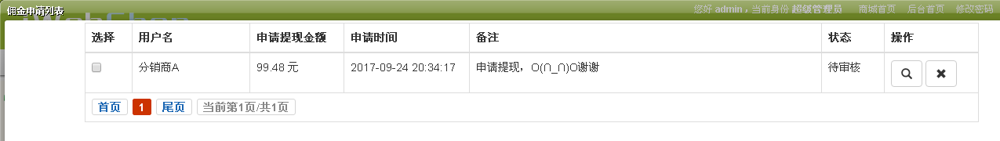 佣金申请列表
您好 admin，当前身份 超级管理员 商城首页 后台首页 修改密码
选择 用户名 申请提现金额 申请时间 备注 状态 操作
分销商A 99.48 元 2017-09-24 20:34:17 申请提现，O(∩_∩)O谢谢 待审核
首页 1 尾页 当前第1页/共1页